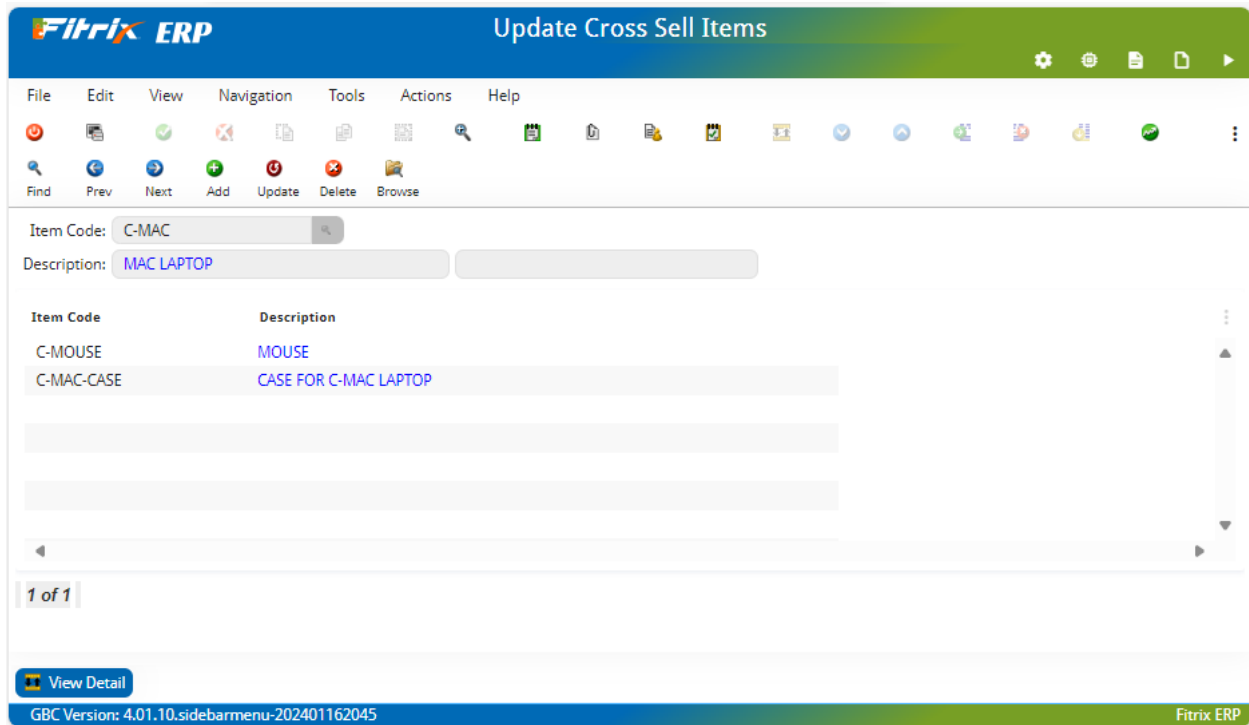 Fitrix ERP
Update Cross Sell Items
File Edit View Navigation Tools Actions Help
Find Prev Next Add Update Delete Browse
Item Code: C-MAC
Description: MAC LAPTOP
Item Code Description
C-MOUSE MOUSE
C-MAC-CASE CASE FOR C-MAC LAPTOP
1 of 1
View Detail
GBC Version: 4.01.10.sidebarmenu-202401162045 Fitrix ERP